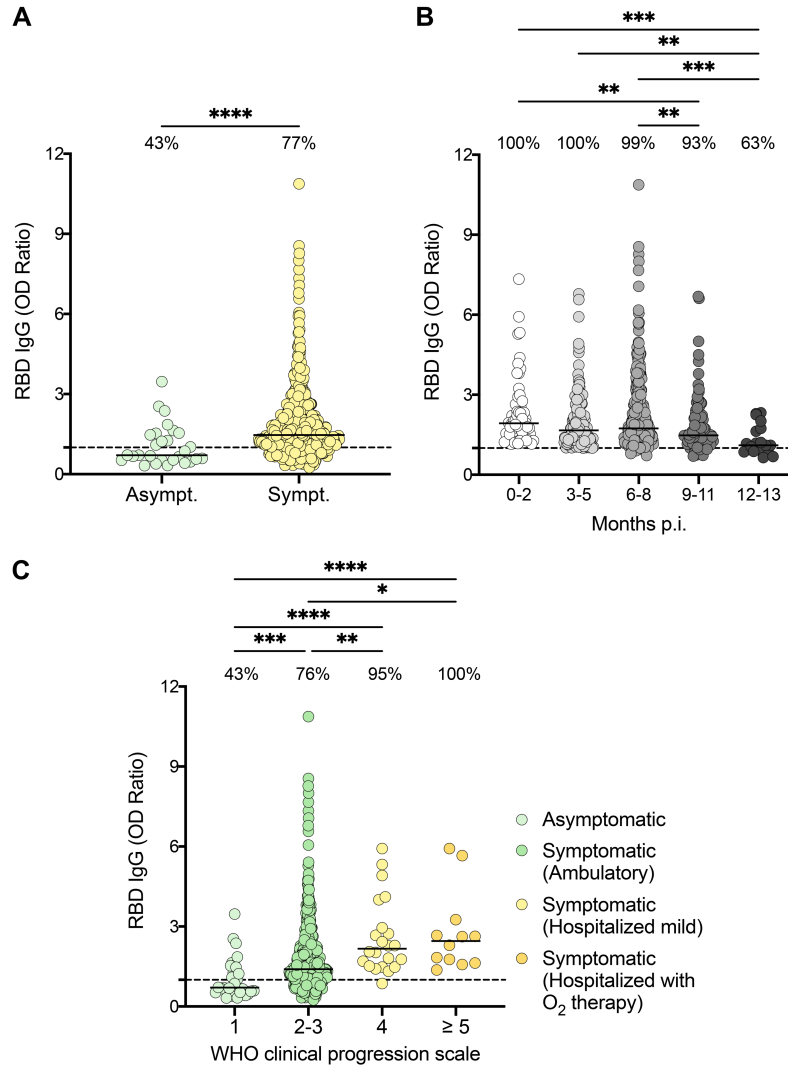 A
****
43% 77%
12
9
6
3
0
RBD IgG (OD Ratio)
Asympt. Sympt.
B
***
**
***
**
**
100% 100% 99% 93% 63%
12
9
6
3
0
RBD IgG (OD Ratio)
0-2 3-5 6-8 9-11 12-13
Months p.i.
C
****
*
****
*** **
43% 76% 95% 100%
12
9
6
3
0
RBD IgG (OD Ratio)
1 2-3 4 ≥ 5
WHO clinical progression scale
Asymptomatic
Symptomatic
(Ambulatory)
Symptomatic
(Hospitalized mild)
Symptomatic
(Hospitalized with
O2 therapy)